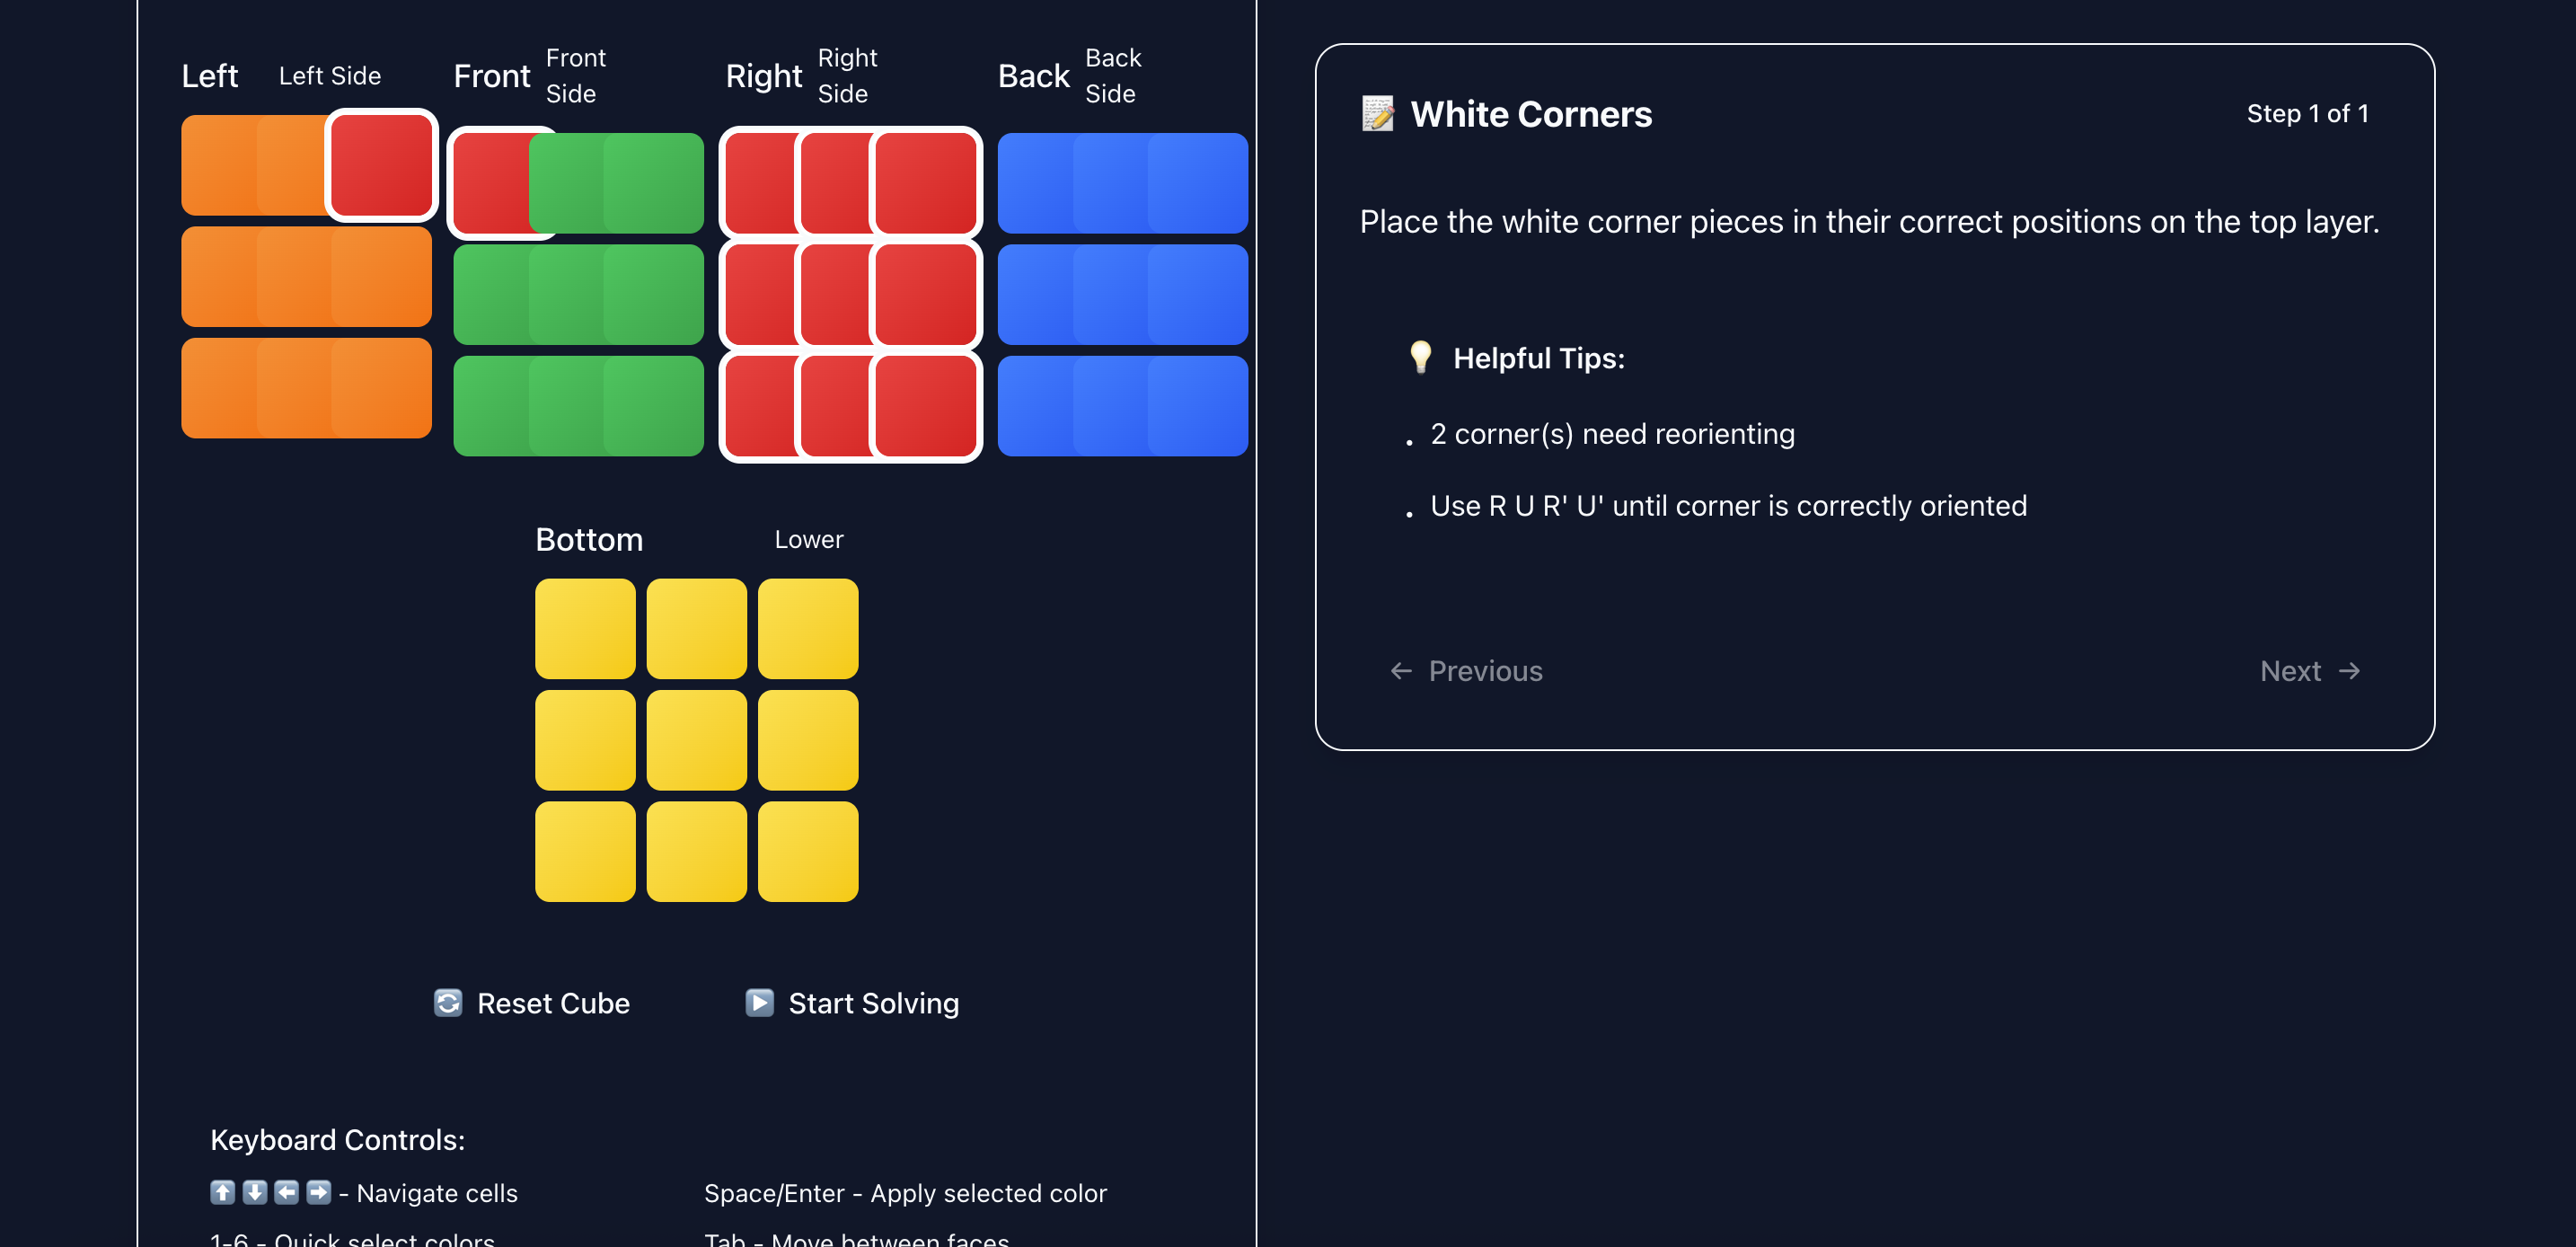 Left Left Side
Front Front Side
Right Right Side
Back Back Side
Bottom Lower
Reset Cube Start Solving
Keyboard Controls:
- Navigate cells
Space/Enter - Apply selected color
1-6 - Quick select colors
Tab - Move between faces
White Corners
Step 1 of 1
Place the white corner pieces in their correct positions on the top layer.
Helpful Tips:
2 corner(s) need reorienting
Use R U R' U' until corner is correctly oriented
← Previous
Next →